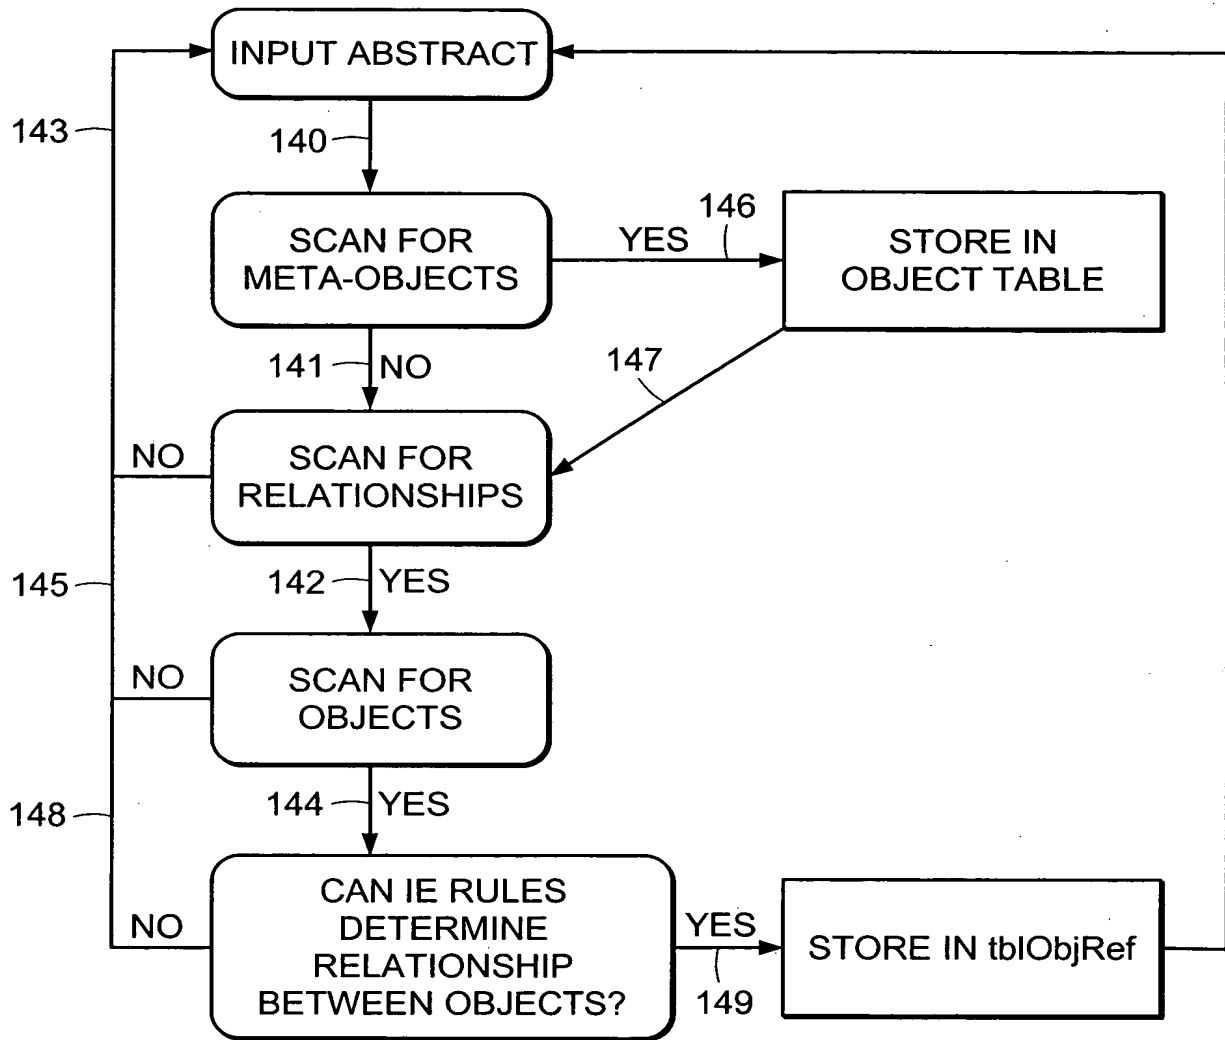 INPUT ABSTRACT
143
140
SCAN FOR
META-OBJECTS
YES
146
STORE IN
OBJECT TABLE
141
NO
147
NO
SCAN FOR
RELATIONSHIPS
145
142
YES
NO
SCAN FOR
OBJECTS
148
144
YES
NO
CAN IE RULES
DETERMINE
RELATIONSHIP
BETWEEN OBJECTS?
YES
149
STORE IN tblObjRef